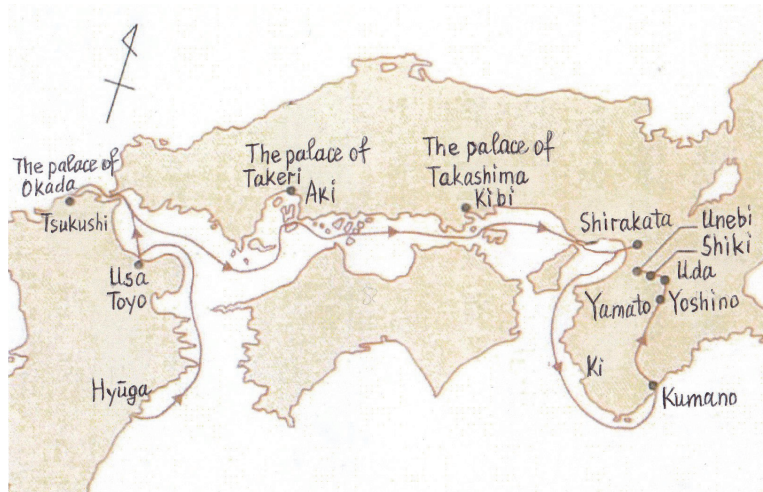 The palace of
Okada
Tsukushi
Usa
Toyo
Hyūga
The palace of
Takeri
Aki
The palace of
Takashima
Kibi
Shirakata
Unebi
Shiki
Uda
Yamato
Yoshino
Ki
Kumano